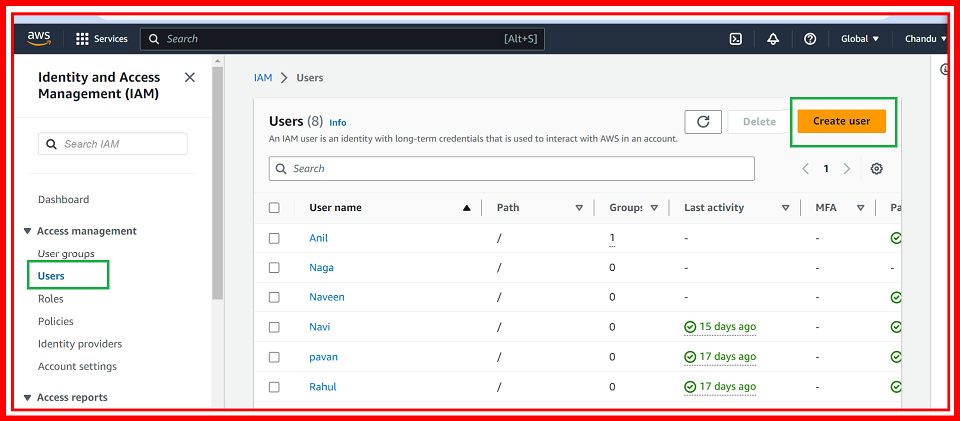 aws Services Search [Alt+S] Global Chandu
Identity and Access
Management (IAM)
Search IAM
Dashboard
Access management
User groups
Users
Roles
Policies
Identity providers
Account settings
Access reports
IAM > Users
Users (8) Info
Delete Create user
An IAM user is an identity with long-term credentials that is used to interact with AWS in an account.
Search
1
User name Path Groups Last activity MFA Pa
Anil / 1 - -
Naga / 0 - - -
Naveen / 0 - -
Navi / 0 15 days ago -
pavan / 0 17 days ago -
Rahul / 0 17 days ago -